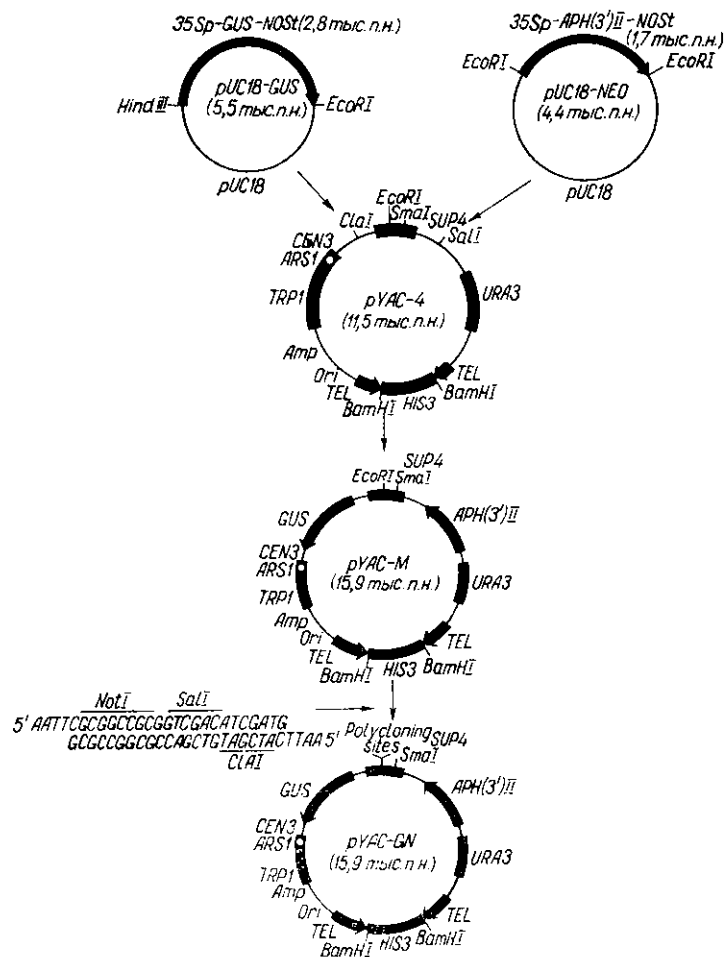 35Sp-GUS-NOSt(2,8 тыс.п.н.)
HindIII
EcoRI
pUC18-GUS
(5,5 тыс.п.н.)
pUC18
35Sp-APH(3')II-NOSt
(1,7 тыс.п.н.)
EcoRI
EcoRI
pUC18-NEO
(4,4 тыс.п.н.)
pUC18
EcoRI
SmaI
SUP4
ClaI
SalI
CEN3
ARS1
TRP1
URA3
pYAC-4
(11,5 тыс.п.н.)
Amp
Ori
TEL
BamHI
HIS3
BamHI
TEL
SUP4
EcoRI
SmaI
GUS
APH(3')II
CEN3
ARS1
pYAC-M
(15,9 тыс.п.н.)
TRP1
URA3
Amp
Ori
TEL
BamHI
HIS3
BamHI
TEL
NotI
SalI
5' AATTCGCGGCCGCGGTCGACATCGATG
GCGCCGGCGCCAGCTGTAGCTACTTAA 5'
ClAI
Polycloning
sites
SUP4
SmaI
GUS
APH(3')II
CEN3
ARS1
pYAC-GN
(15,9 тыс.п.н.)
TRP1
URA3
Amp
Ori
TEL
BamHI
HIS3
BamHI
TEL